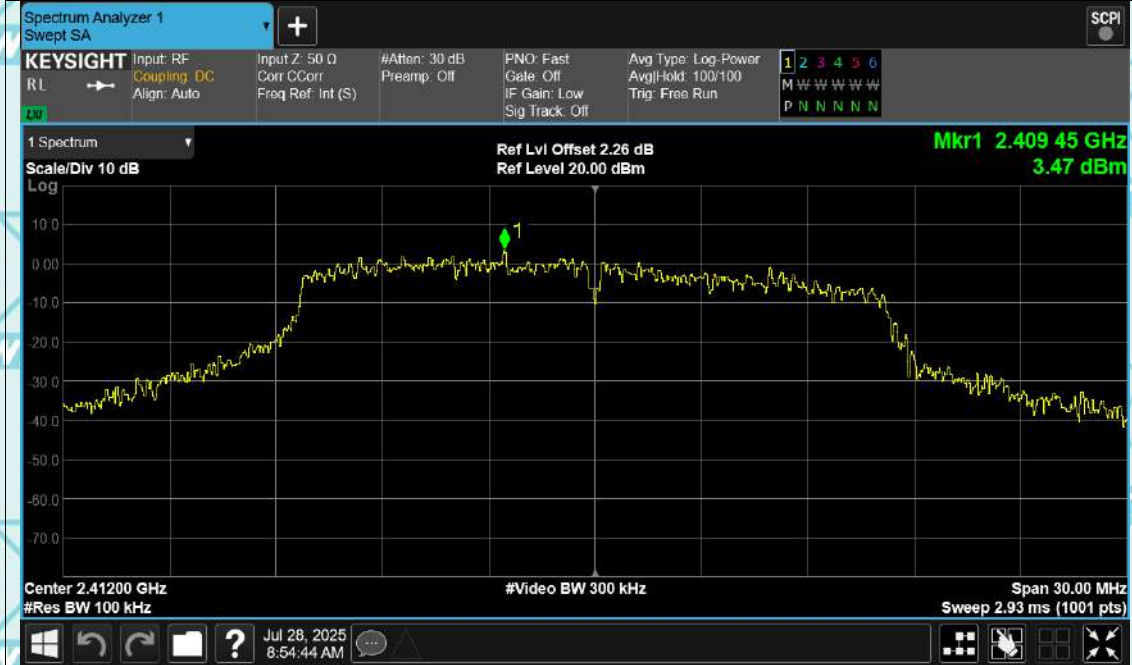 Spectrum Analyzer 1
Swept SA
+
SCPI
KEYSIGHT
RL
LXI
Input: RF
Coupling: DC
Align: Auto
Input Z: 50 Ω
Corr CCorr
Freq Ref: Int (S)
#Atten: 30 dB
Preamp: Off
PNO: Fast
Gate: Off
IF Gain: Low
Sig Track: Off
Avg Type: Log-Power
Avg|Hold: 100/100
Trig: Free Run
1 2 3 4 5 6
M W W W W W
P N N N N N
1 Spectrum
Scale/Div 10 dB
Log
Ref Lvl Offset 2.26 dB
Ref Level 20.00 dBm
Mkr1 2.409 45 GHz
3.47 dBm
1
10.0
0.00
-10.0
-20.0
-30.0
-40.0
-50.0
-60.0
-70.0
Center 2.41200 GHz
#Res BW 100 kHz
#Video BW 300 kHz
Span 30.00 MHz
Sweep 2.93 ms (1001 pts)
?
Jul 28, 2025
8:54:44 AM